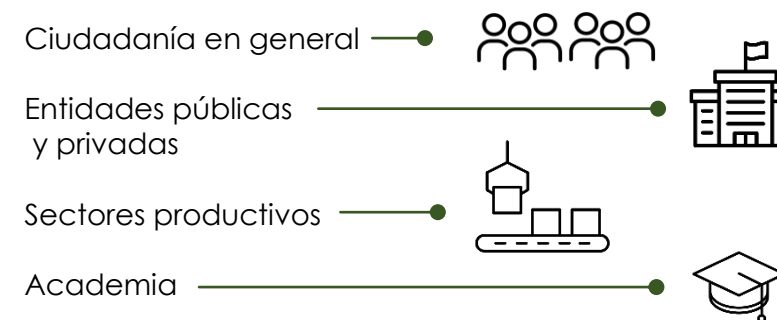 Ciudadanía en general
Entidades públicas
y privadas
Sectores productivos
Academia